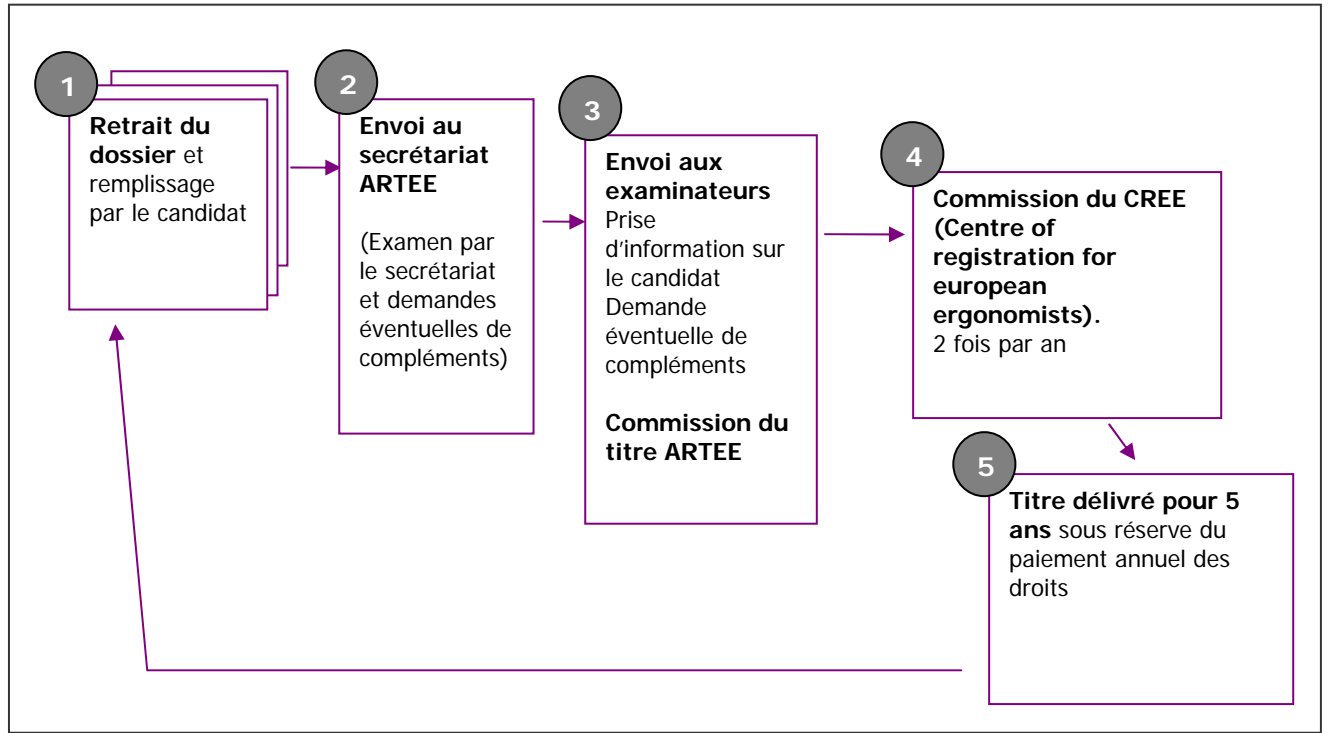 1
Retrait du
dossier et
remplissage
par le candidat
2
Envoi au
secrétariat
ARTEE
(Examen par
le secrétariat
et demandes
éventuelles de
compléments)
3
Envoi aux
examinateurs
Prise
d'information sur
le candidat
Demande
éventuelle de
compléments
Commission du
titre ARTEE
4
Commission du CREE
(Centre of
registration for
european
ergonomists).
2 fois par an
5
Titre délivré pour 5
ans sous réserve du
paiement annuel des
droits